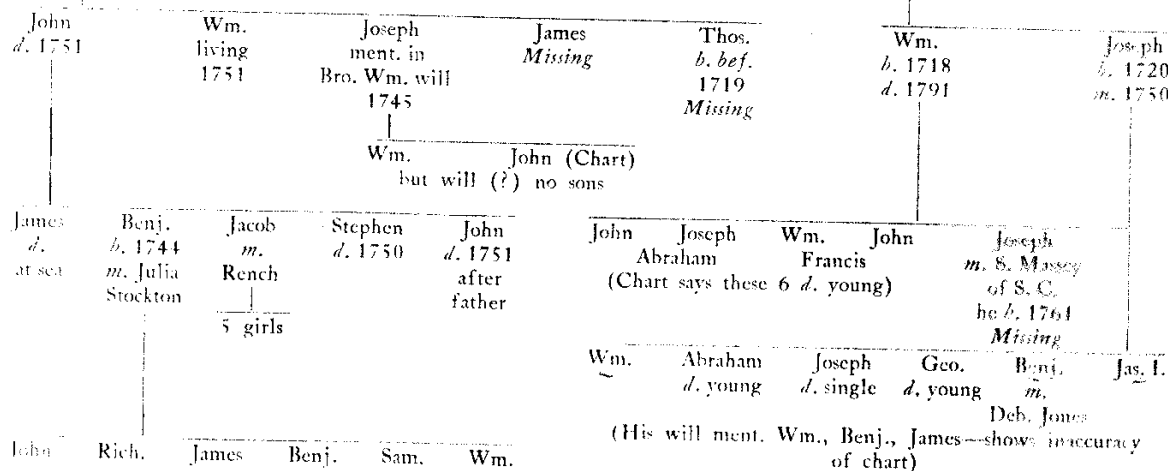 John Wm. Joseph James Thos. Wm. Joseph
d. 1751 living ment. in Missing b. bef. b. 1718 b. 1720
1751 Bro. Wm. will 1719 d. 1791 m. 1750
1745 Missing
Wm. John (Chart)
but will (?) no sons
James Benj. Jacob Stephen John
d. b. 1744 m. d. 1750 d. 1751
at sea m. Julia Rench after
Stockton father
5 girls
John Joseph Wm. John Joseph
Abraham Francis m. S. Massey
(Chart says these 6 d. young) of S. C.
he b. 1761
Missing
Wm. Abraham Joseph Geo. Benj. Jas. I.
d. young d. single d. young m.
Deb. Jones
(His will ment. Wm., Benj., James—shows inaccuracy
of chart)
John Rich. James Benj. Sam. Wm.